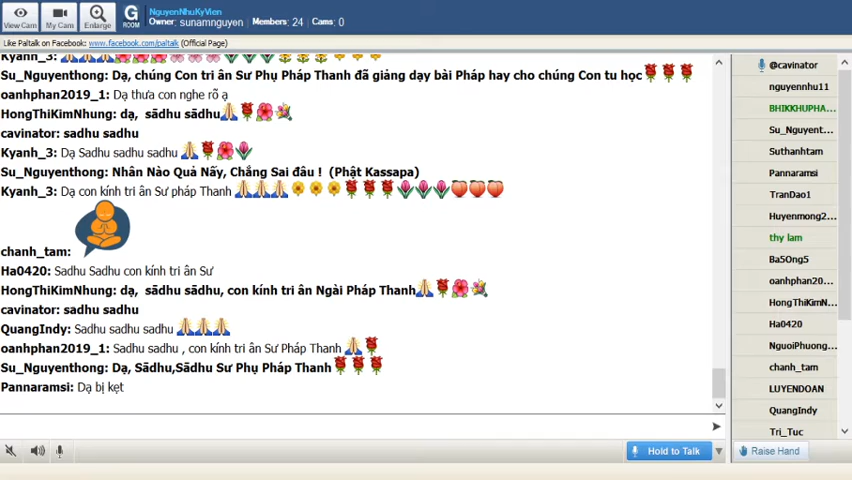 NguyenNhuKyVien
Owner: sunamnguyen Members: 24 Cams: 0
View Cam
My Cam
Enlarge
G
ROOM
Like Paltalk on Facebook: www.facebook.com/paltalk (Official Page)
Kyanh_3:
Su_Nguyenthong: Dạ, chúng Con tri ân Sư Phụ Pháp Thanh đã giảng dạy bài Pháp hay cho chúng Con tu học
oanhphan2019_1: Dạ thưa con nghe rõ ạ
HongThiKimNhung: dạ, sādhu sādhu
cavinator: sadhu sadhu
Kyanh_3: Dạ Sadhu sadhu sadhu
Su_Nguyenthong: Nhân Nào Quả Nấy, Chẳng Sai đâu ! (Phật Kassapa)
Kyanh_3: Dạ con kính tri ân Sư pháp Thanh
chanh_tam:
Ha0420: Sadhu Sadhu con kính tri ân Sư
HongThiKimNhung: dạ, sādhu sādhu, con kính tri ân Ngài Pháp Thanh
cavinator: sadhu sadhu
QuangIndy: Sadhu sadhu sadhu
oanhphan2019_1: Sadhu sadhu , con kính tri ân Sư Pháp Thanh
Su_Nguyenthong: Dạ, Sādhu,Sādhu Sư Phụ Pháp Thanh
Pannaramsi: Dạ bị kẹt
Hold to Talk
@cavinator
nguyennhu11
BHIKKHUPHA...
Su_Nguyent...
Suthanhtam
Pannaramsi
TranDao1
Huyenmong2...
thy lam
Ba5Ong5
oanhphan20...
HongThiKimN...
Ha0420
NguoiPhuong...
chanh_tam
LUYENDOAN
QuangIndy
Tri_Tuc
Raise Hand